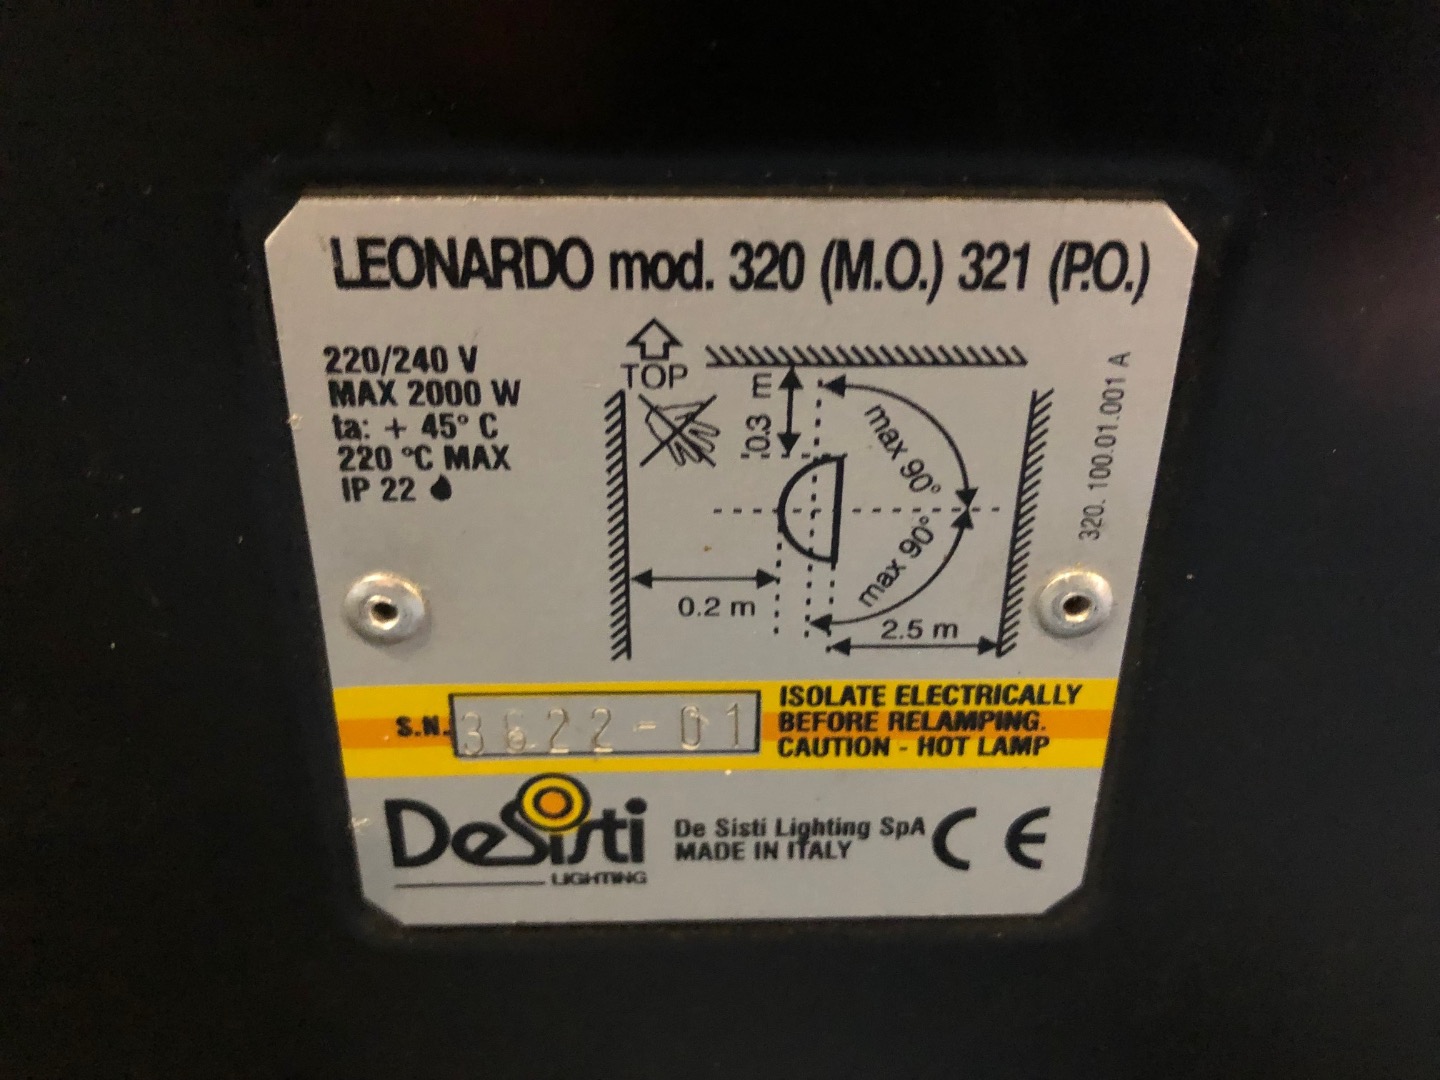 LEONARDO mod. 320 (M.O.) 321 (P.O.)
220/240 V
MAX 2000 W
ta: + 45° C
220 °C MAX
IP 22
TOP
0.3 m
max 90°
max 90°
0.2 m
2.5 m
320. 100.01.001 A
S.N. 3622-01
ISOLATE ELECTRICALLY
BEFORE RELAMPING.
CAUTION - HOT LAMP
DeSisti
LIGHTING
De Sisti Lighting SpA
MADE IN ITALY
CE